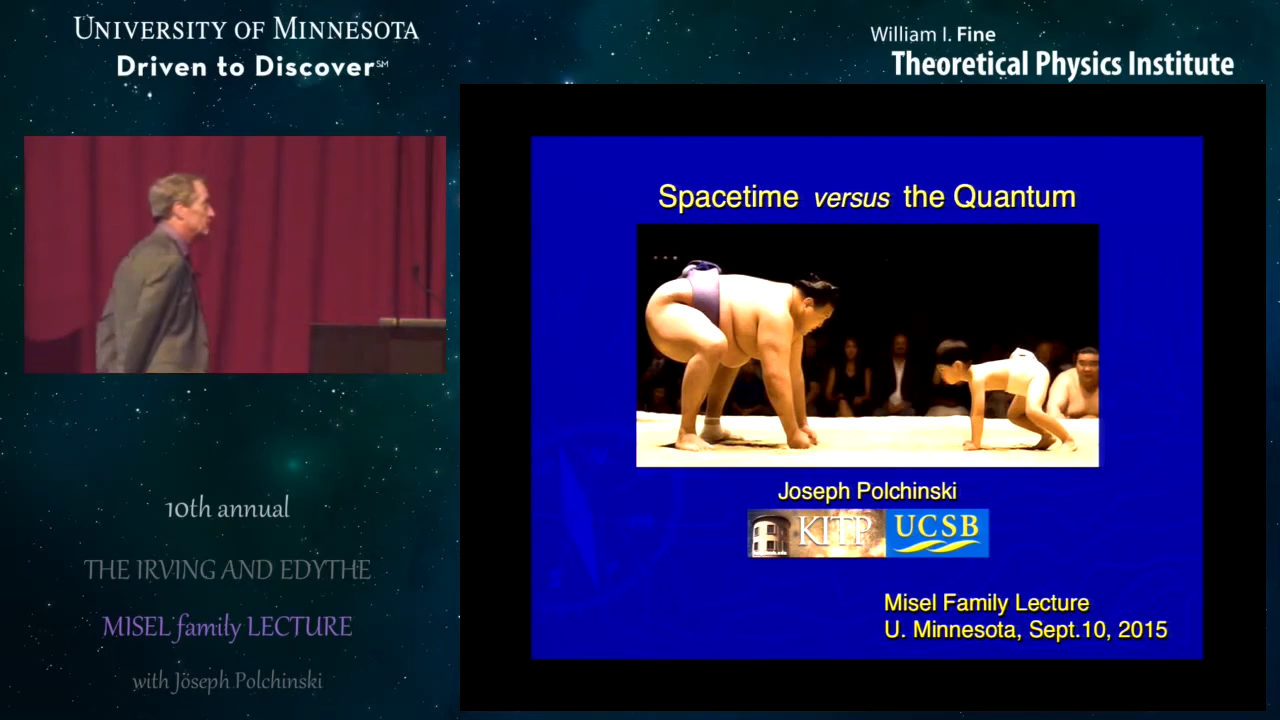 UNIVERSITY OF MINNESOTA
Driven to Discover℠
William I. Fine
Theoretical Physics Institute
Spacetime versus the Quantum
Joseph Polchinski
KITP UCSB
Misel Family Lecture
U. Minnesota, Sept.10, 2015
10th annual
THE IRVING AND EDYTHE
MISEL family LECTURE
with Joseph Polchinski